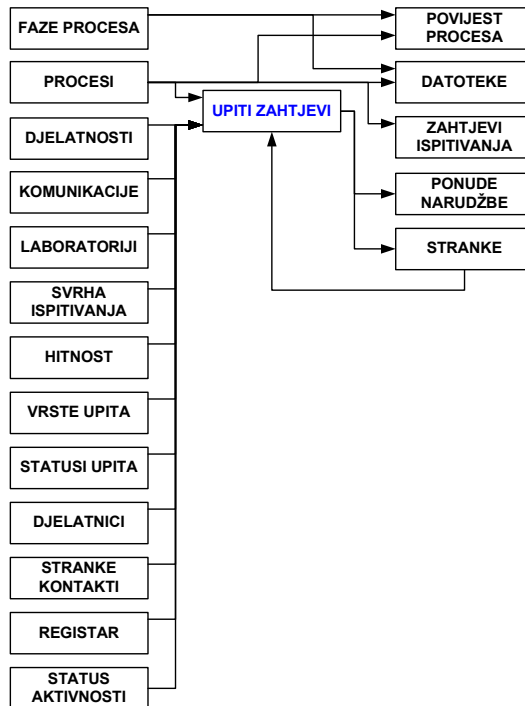 FAZE PROCESA
PROCESI
DJELATNOSTI
KOMUNIKACIJE
LABORATORIJI
SVRHA
ISPITIVANJA
HITNOST
VRSTE UPITA
STATUSI UPITA
DJELATNICI
STRANKE
KONTAKTI
REGISTAR
STATUS
AKTIVNOSTI
UPITI ZAHTJEVI
POVIJEST
PROCESA
DATOTEKE
ZAHTJEVI
ISPITIVANJA
PONUDE
NARUDŽBE
STRANKE